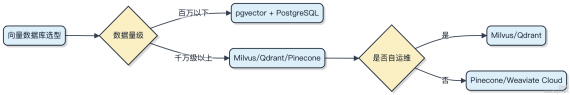 向量数据库选型
数据量级
百万以下
pgvector + PostgreSQL
千万级以上
Milvus/Qdrant/Pinecone
是否自运维
是
Milvus/Qdrant
否
Pinecone/Weaviate Cloud